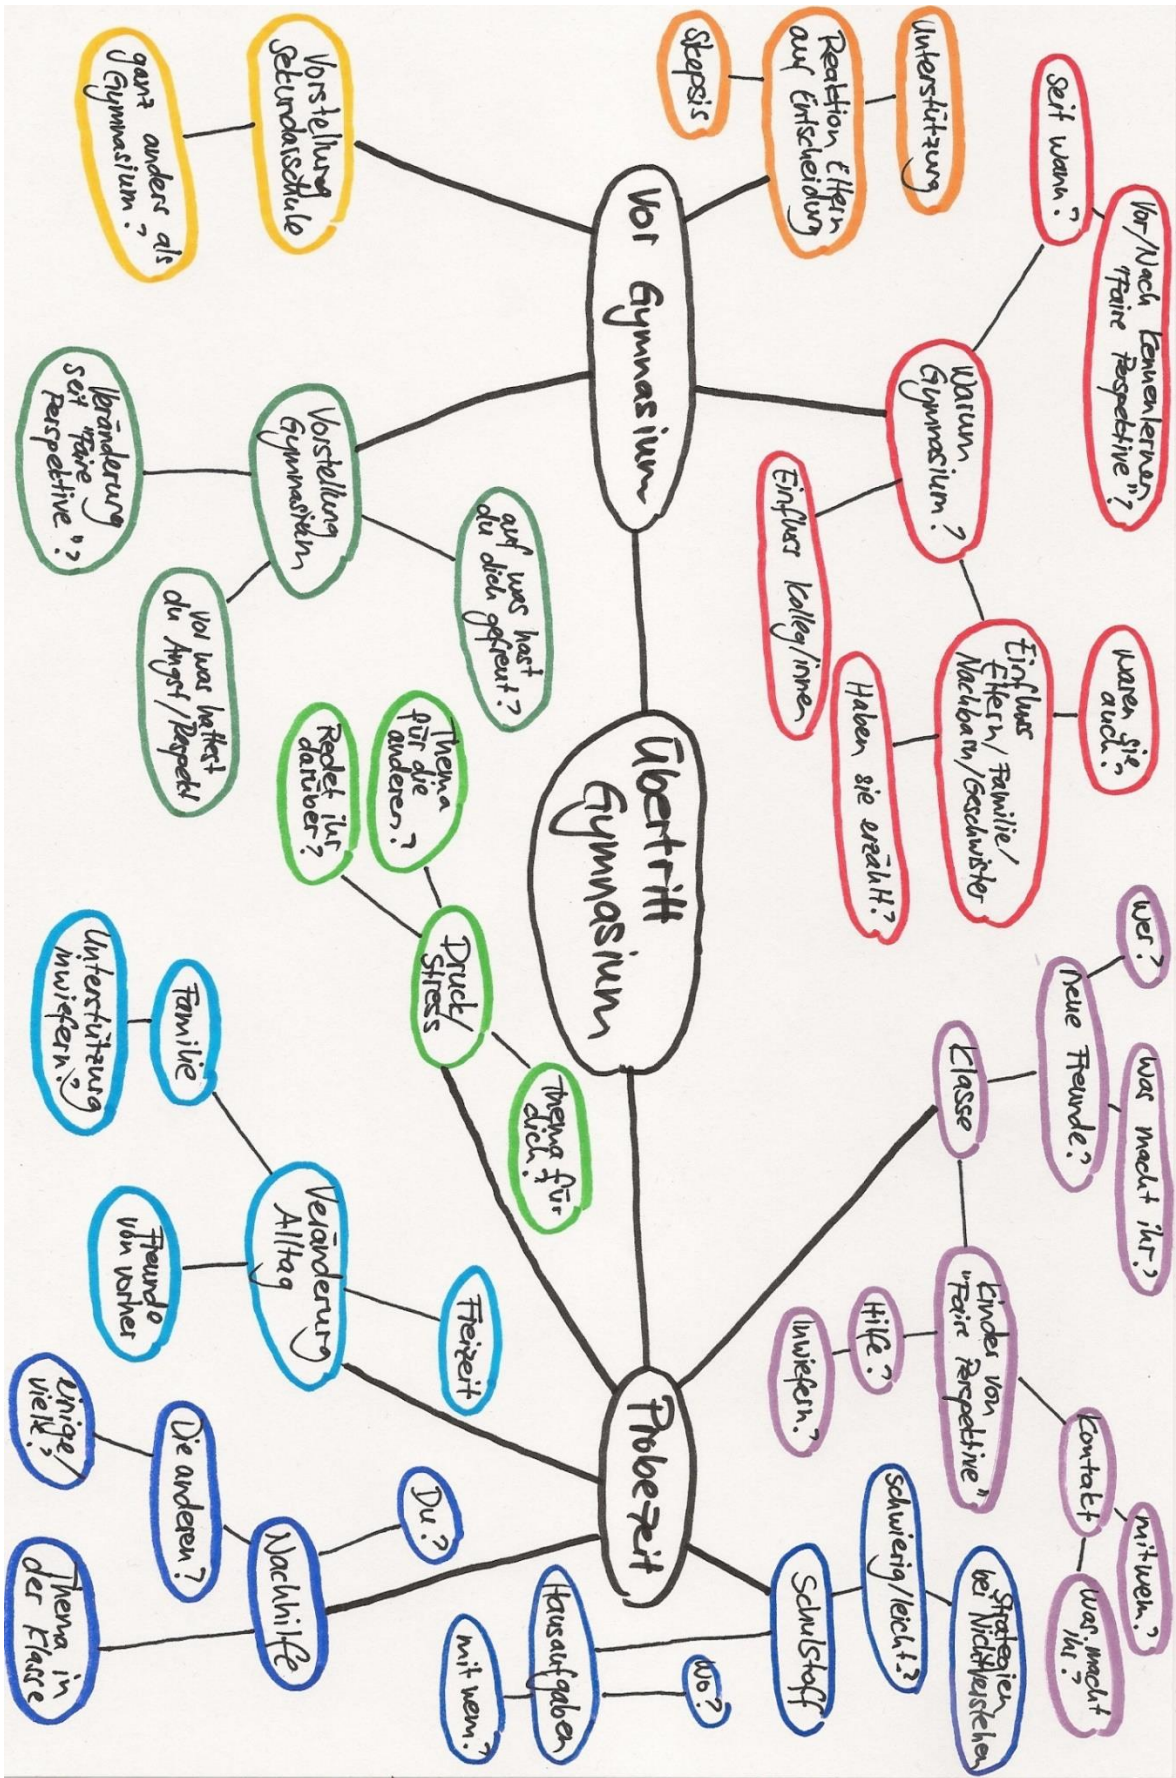 Übertritt
Gymnasium
Vor Gymnasium
Reaktion Eltern
auf Entscheidung
Unterstützung
Skepsis
Warum
Gymnasium?
seit wann?
Vor/Nach Kennenlernen
"Faire Perspektive"?
Einfluss Kolleg/innen
Einfluss
Eltern/Familie/
Nachbarn/Geschwister
waren sie
auch?
Haben sie erzählt?
Vorstellung
Sekundarschule
ganz anders als
Gymnasium?
Vorstellung
Gymnasium
auf was hast
du dich gefreut?
Veränderung
seit "Faire
Perspektive"?
vor was hattest
du Angst/Respekt
Probezeit
Klasse
neue Freunde?
wer?
was macht ihr?
Kinder von
"Faire Perspektive"
Hilfe?
Inwiefern?
Kontakt
mit wem?
was macht
ihr?
Schulstoff
schwierig/leicht?
Strategien
bei Nichtverstehen
Hausaufgaben
wo?
mit wem?
Druck/
Stress
Thema
für die
anderen?
Redet ihr
darüber?
Thema für
dich?
Veränderung
Alltag
Familie
Unterstützung
inwiefern?
Freunde
von vorher
Freizeit
Nachhilfe
Du?
Die anderen?
einige/
viele?
Thema in
der Klasse